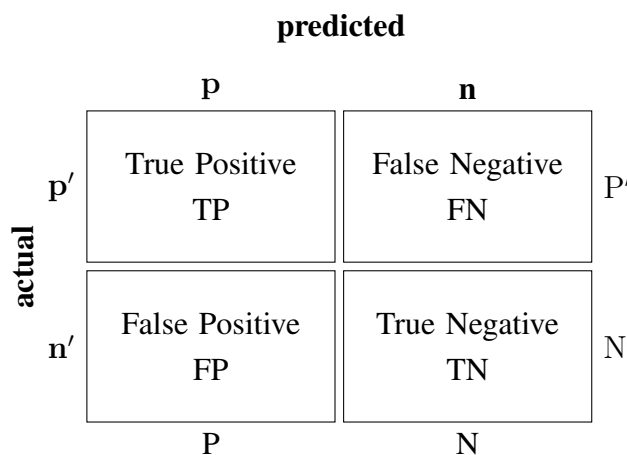 predicted
p n
True Positive False Negative
p′ TP FN P′
actual
False Positive True Negative
n′ FP TN N
P N